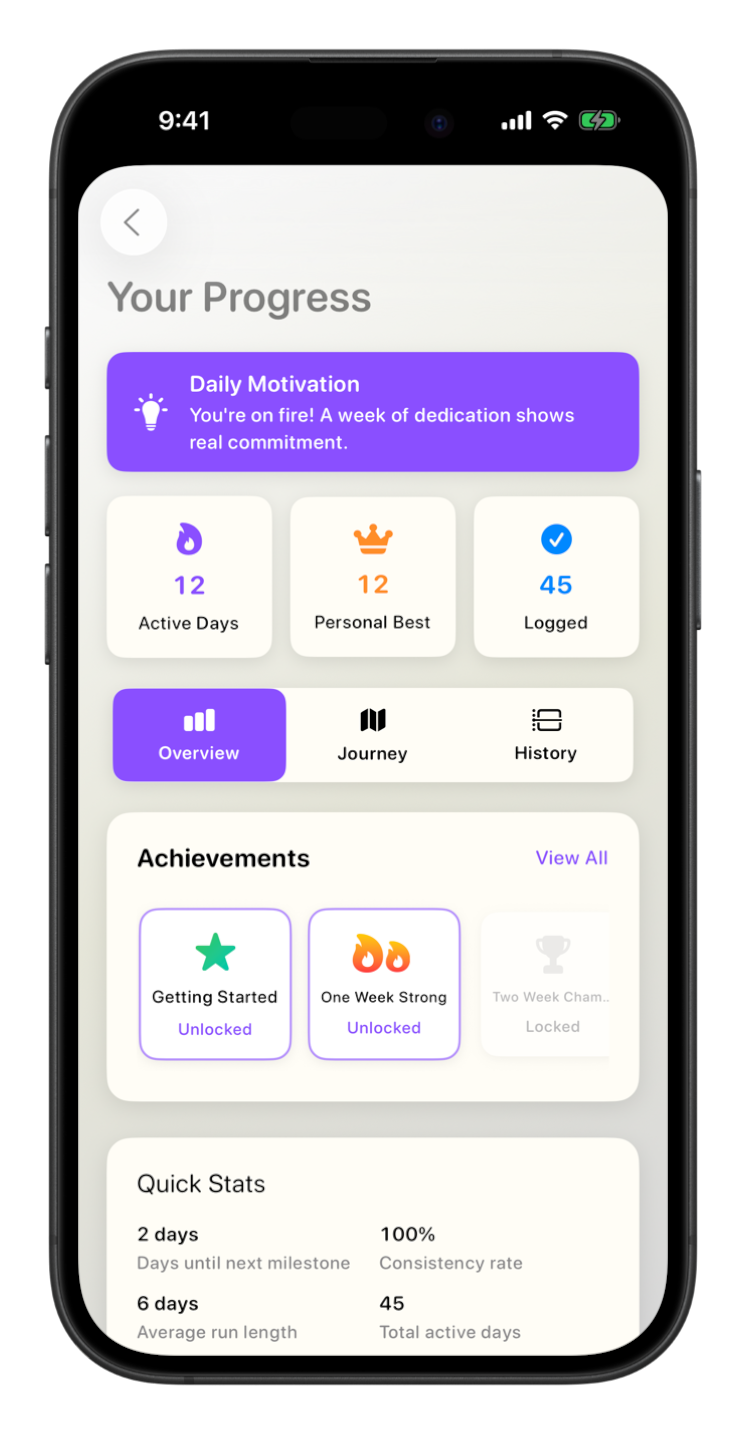 9:41
Your Progress
Daily Motivation
You're on fire! A week of dedication shows
real commitment.
12
Active Days
12
Personal Best
45
Logged
Overview
Journey
History
Achievements
View All
Getting Started
Unlocked
One Week Strong
Unlocked
Two Week Cham..
Locked
Quick Stats
2 days
Days until next milestone
100%
Consistency rate
6 days
Average run length
45
Total active days